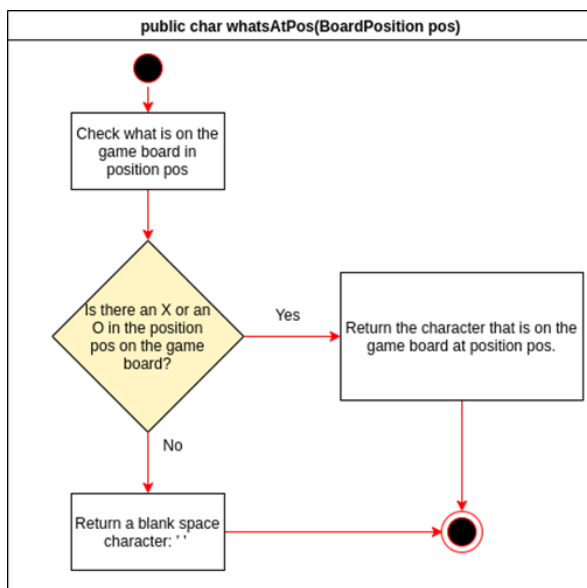 public char whatsAtPos(BoardPosition pos)
Check what is on the
game board in
position pos
Is there an X or an
O in the position
pos on the game
board?
Yes
Return the character that is on the
game board at position pos.
No
Return a blank space
character: ' '